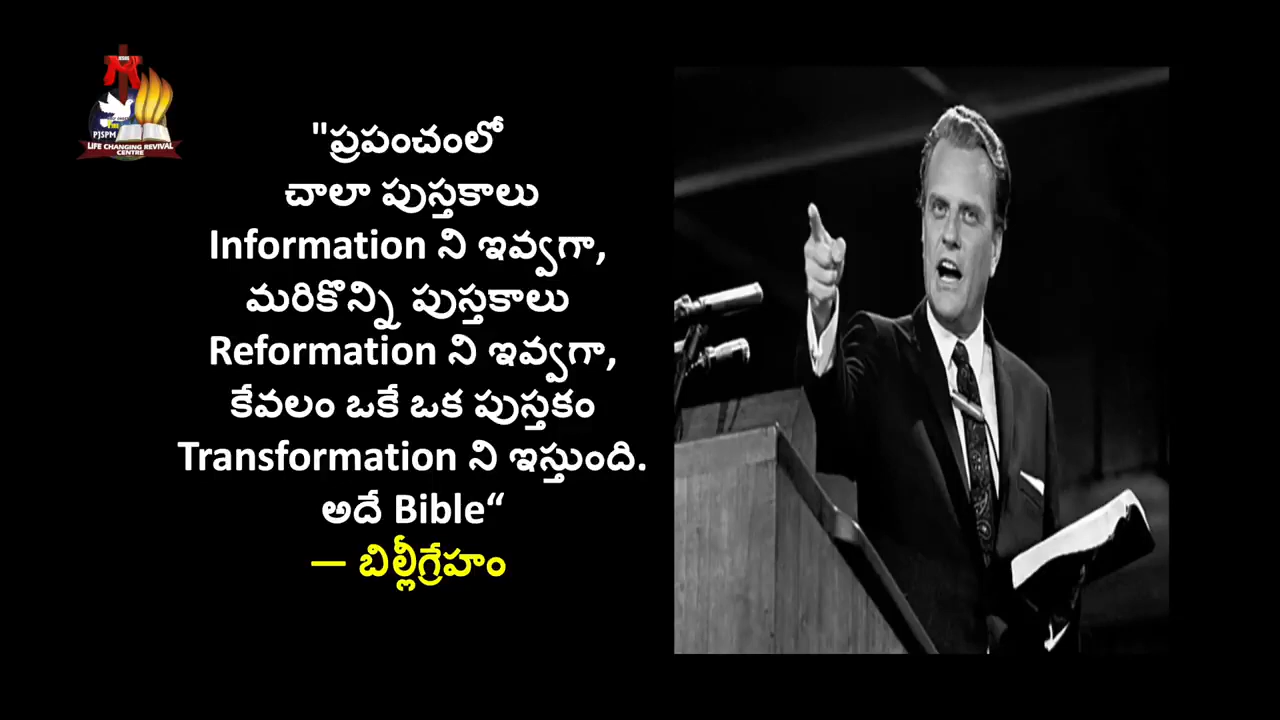 PJSPM
LIFE CHANGING REVIVAL
CENTRE
"ప్రపంచంలో
చాలా పుస్తకాలు
Information ని ఇవ్వగా,
మరికొన్ని పుస్తకాలు
Reformation ని ఇవ్వగా,
కేవలం ఒకే ఒక పుస్తకం
Transformation ని ఇస్తుంది.
అదే Bible“
— బిల్లీగ్రేహం